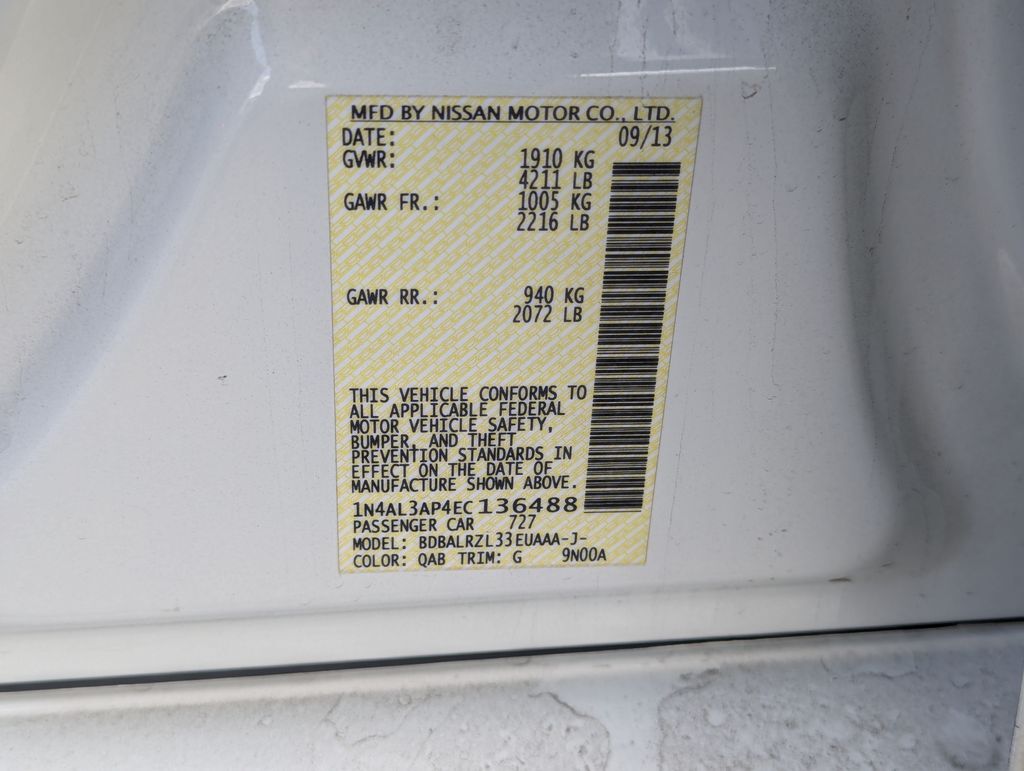 MFD BY NISSAN MOTOR CO., LTD.
DATE: 09/13
GVWR: 1910 KG
4211 LB
GAWR FR.: 1005 KG
2216 LB
GAWR RR.: 940 KG
2072 LB
THIS VEHICLE CONFORMS TO
ALL APPLICABLE FEDERAL
MOTOR VEHICLE SAFETY,
BUMPER, AND THEFT
PREVENTION STANDARDS IN
EFFECT ON THE DATE OF
MANUFACTURE SHOWN ABOVE.
1N4AL3AP4EC136488
PASSENGER CAR 727
MODEL: BDBALRZL33EUAAA-J-
COLOR: QAB TRIM: G 9N00A